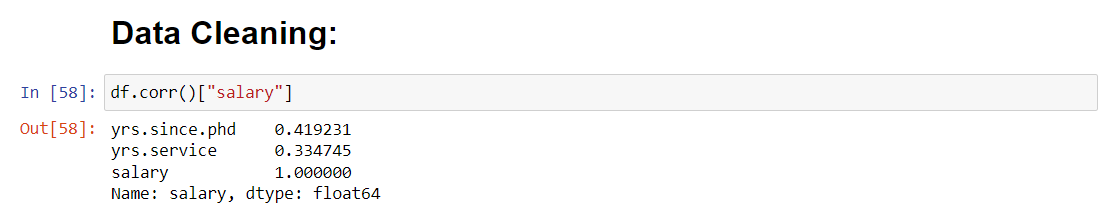 Data Cleaning:
In [58]: df.corr()["salary"]
Out[58]: yrs.since.phd    0.419231
yrs.service      0.334745
salary           1.000000
Name: salary, dtype: float64